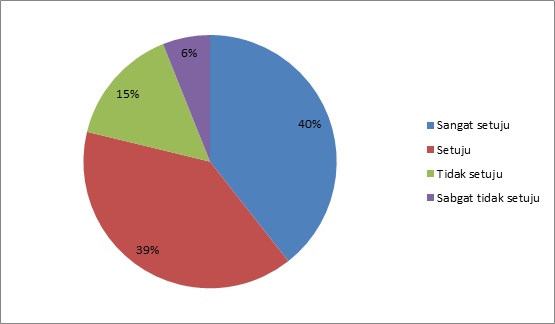 6%
15%
40%
39%
Sangat setuju
Setuju
Tidak setuju
Sabgat tidak setuju